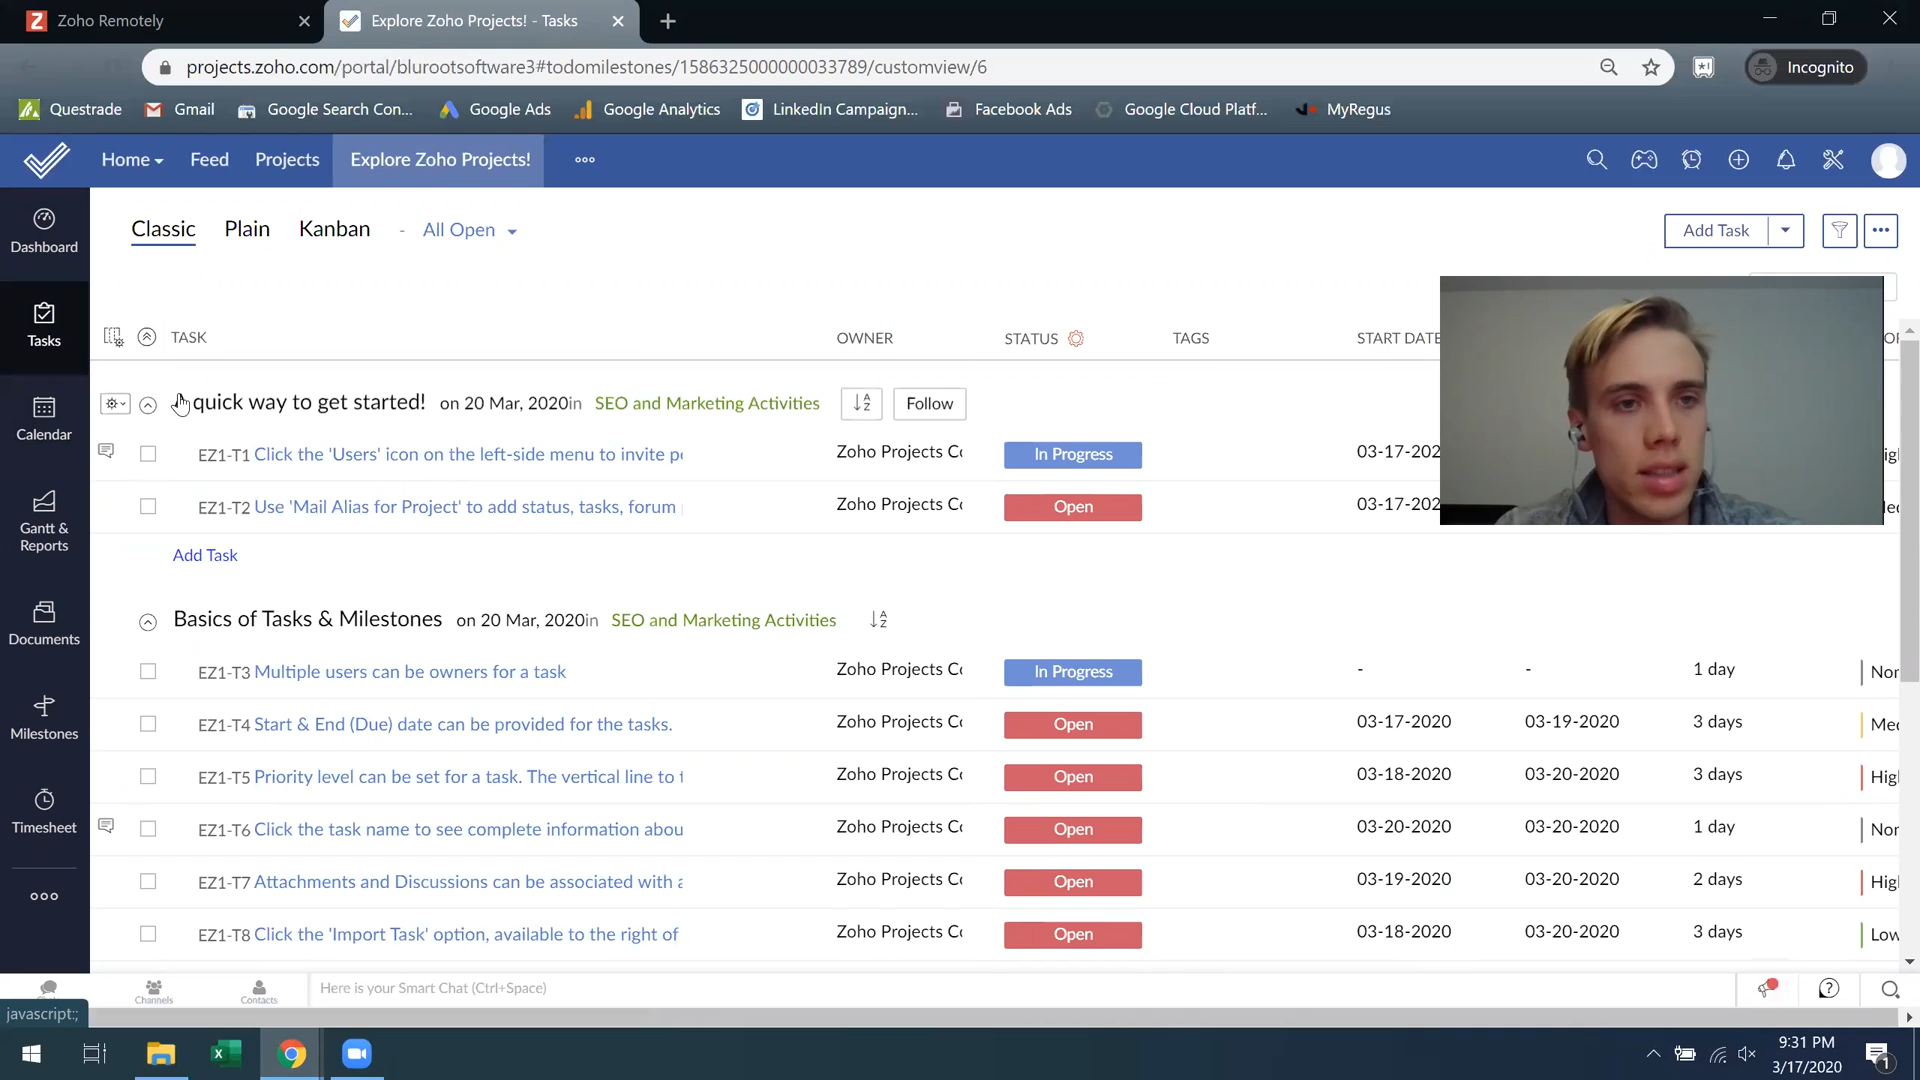 Zoho Remotely
Explore Zoho Projects! - Tasks
projects.zoho.com/portal/blurootsoftware3#todomilestones/1586325000000033789/customview/6
Incognito
Questrade Gmail Google Search Con... Google Ads Google Analytics LinkedIn Campaign... Facebook Ads Google Cloud Platf... MyRegus
Home Feed Projects Explore Zoho Projects!
Dashboard
Tasks
Calendar
Gantt & Reports
Documents
Milestones
Timesheet
Classic Plain Kanban - All Open
Add Task
TASK OWNER STATUS TAGS START DATE
quick way to get started! on 20 Mar, 2020in SEO and Marketing Activities Follow
EZ1-T1 Click the 'Users' icon on the left-side menu to invite Zoho Projects In Progress 03-17-202
EZ1-T2 Use 'Mail Alias for Project' to add status, tasks, forum Zoho Projects Open 03-17-202
Add Task
Basics of Tasks & Milestones on 20 Mar, 2020in SEO and Marketing Activities
EZ1-T3 Multiple users can be owners for a task Zoho Projects In Progress - - 1 day
EZ1-T4 Start & End (Due) date can be provided for the tasks. Zoho Projects Open 03-17-2020 03-19-2020 3 days
EZ1-T5 Priority level can be set for a task. The vertical line to Zoho Projects Open 03-18-2020 03-20-2020 3 days
EZ1-T6 Click the task name to see complete information abou Zoho Projects Open 03-20-2020 03-20-2020 1 day
EZ1-T7 Attachments and Discussions can be associated with Zoho Projects Open 03-19-2020 03-20-2020 2 days
EZ1-T8 Click the 'Import Task' option, available to the right of Zoho Projects Open 03-18-2020 03-20-2020 3 days Low
Channels Contacts Here is your Smart Chat (Ctrl+Space)
javascript:;
9:31 PM
3/17/2020
1